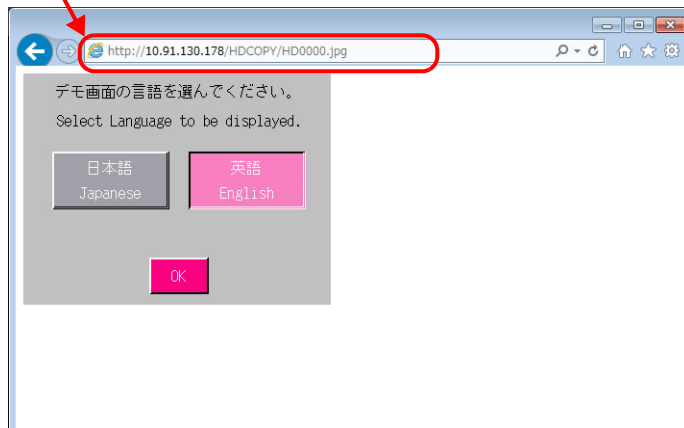 http://10.91.130.178/HDCOPY/HD0000.jpg
デモ画面の言語を選んでください。
Select Language to be displayed.
日本語
Japanese
英語
English
OK